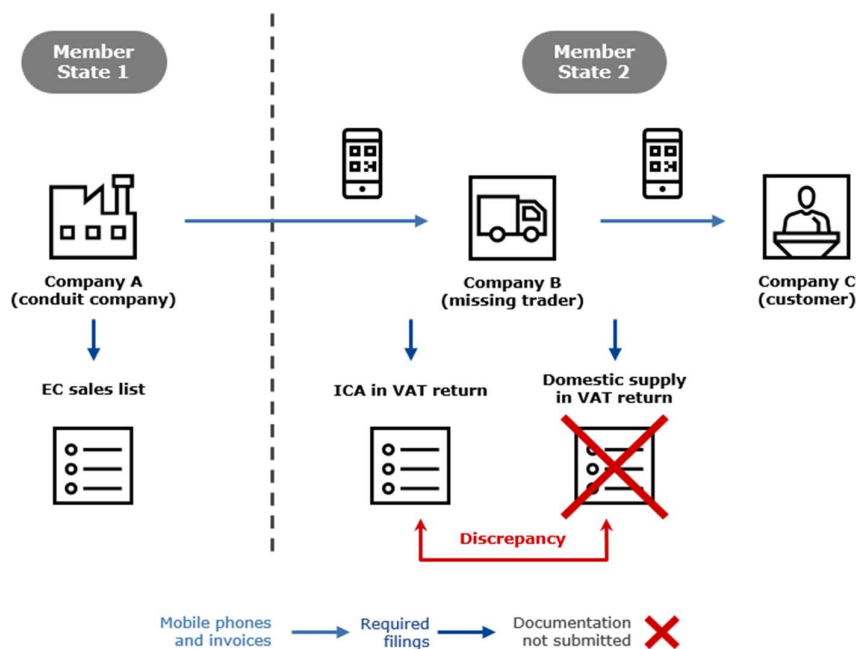 Member
State 1
Member
State 2
Company A
(conduit company)
Company B
(missing trader)
Company C
(customer)
EC sales list
ICA in VAT return
Domestic supply
in VAT return
Discrepancy
Mobile phones
and invoices
Required
filings
Documentation
not submitted